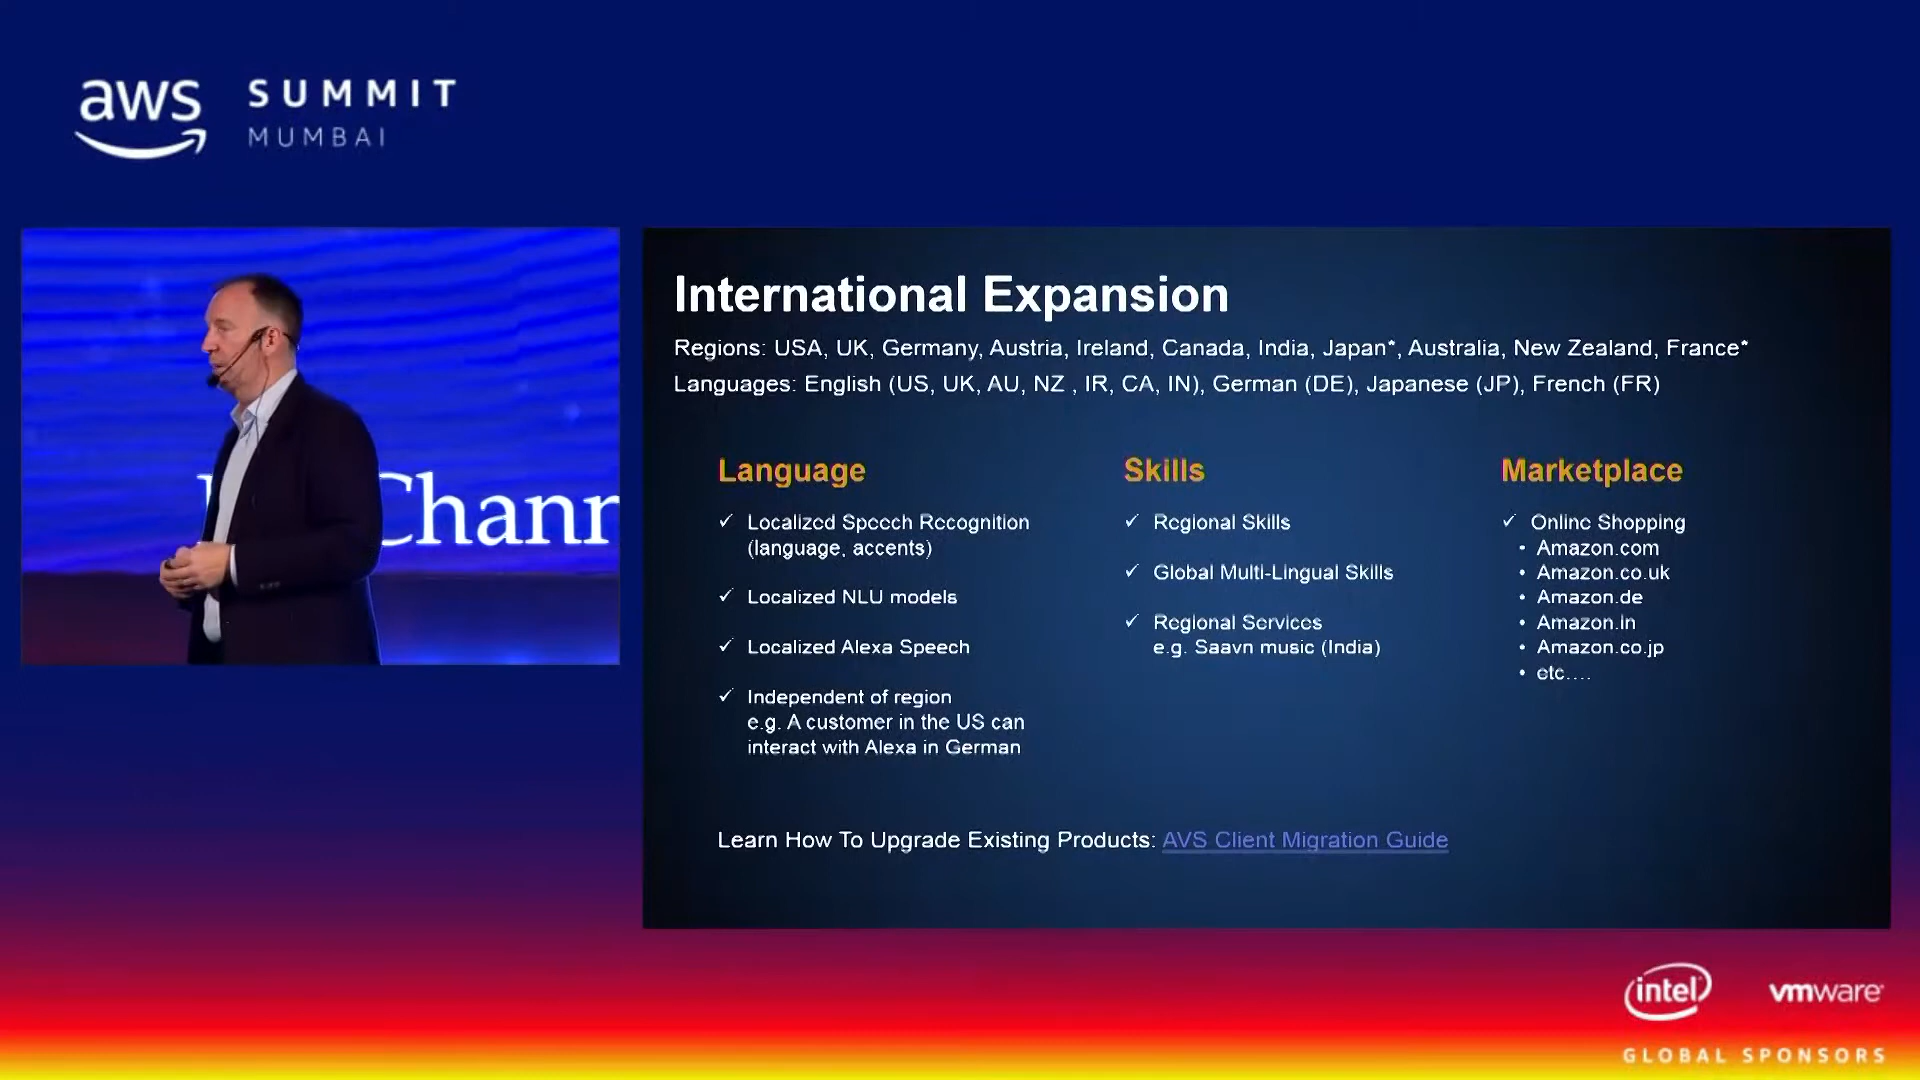 aws
SUMMIT
MUMBAI
Chann
International Expansion
Regions: USA, UK, Germany, Austria, Ireland, Canada, India, Japan*, Australia, New Zealand, France*
Languages: English (US, UK, AU, NZ , IR, CA, IN), German (DE), Japanese (JP), French (FR)
Language
✓ Localized Speech Recognition
(language, accents)
✓ Localized NLU models
✓ Localized Alexa Speech
✓ Independent of region
e.g. A customer in the US can
interact with Alexa in German
Skills
✓ Regional Skills
✓ Global Multi-Lingual Skills
✓ Regional Services
e.g. Saavn music (India)
Marketplace
✓ Online Shopping
• Amazon.com
• Amazon.co.uk
• Amazon.de
• Amazon.in
• Amazon.co.jp
• etc....
Learn How To Upgrade Existing Products: AVS Client Migration Guide
intel
vmware
GLOBAL SPONSORS